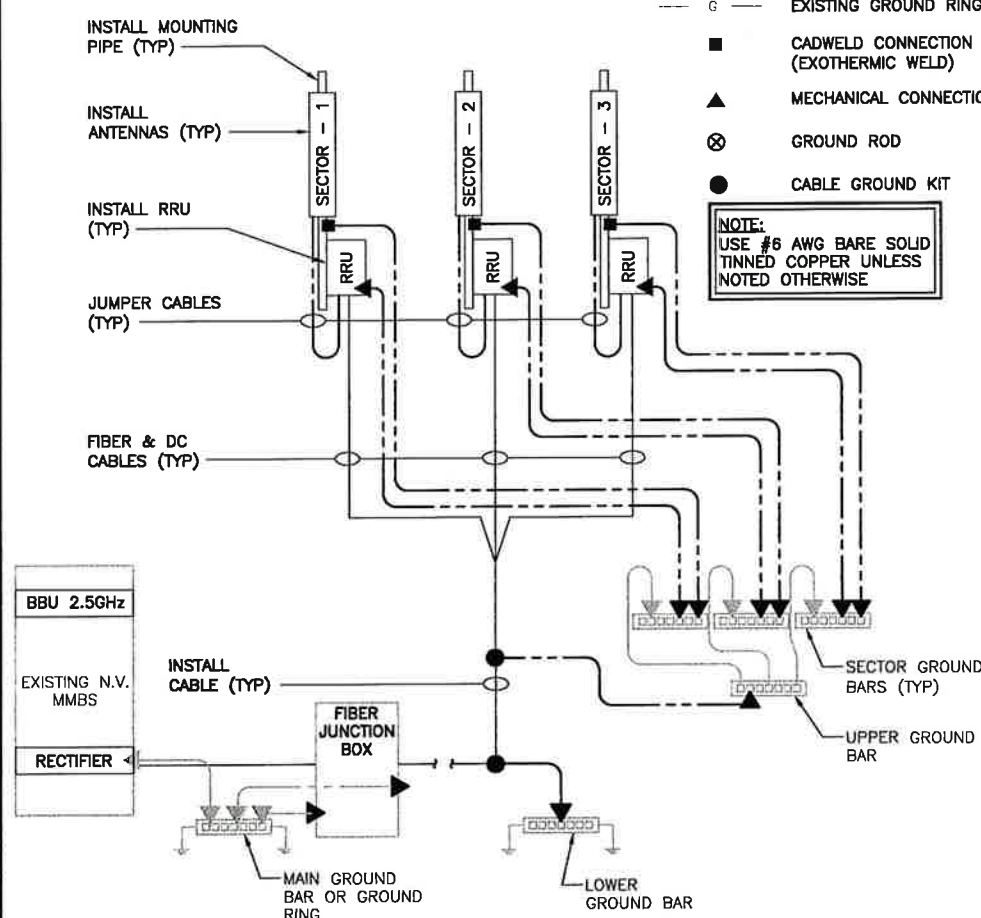 G EXISTING GROUND RING
CADWELD CONNECTION
(EXOTHERMIC WELD)
MECHANICAL CONNECTIO
GROUND ROD
CABLE GROUND KIT
NOTE:
USE #6 AWG BARE SOLID
TINNED COPPER UNLESS
NOTED OTHERWISE
INSTALL MOUNTING
PIPE (TYP)
INSTALL
ANTENNAS (TYP)
INSTALL RRU
(TYP)
JUMPER CABLES
(TYP)
FIBER & DC
CABLES (TYP)
SECTOR - 1
SECTOR - 2
SECTOR - 3
RRU
RRU
RRU
BBU 2.5GHz
EXISTING N.V.
MMBS
RECTIFIER
INSTALL
CABLE (TYP)
FIBER
JUNCTION
BOX
SECTOR GROUND
BARS (TYP)
UPPER GROUND
BAR
MAIN GROUND
BAR OR GROUND
RING
LOWER
GROUND BAR